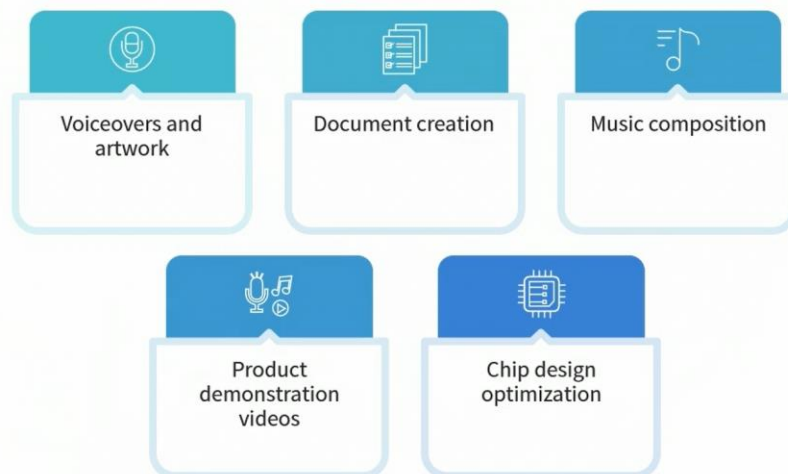 Voiceovers and
artwork
Document creation
Music composition
Product
demonstration
videos
Chip design
optimization